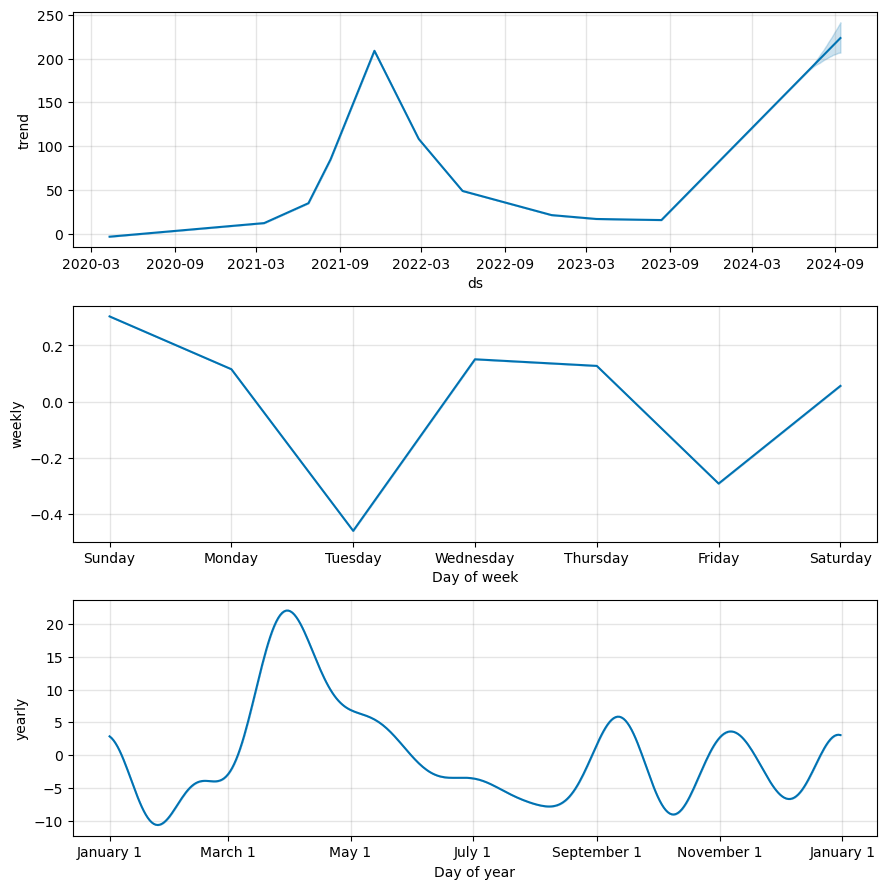 250
200
150
100
50
0
trend
2020-03 2020-09 2021-03 2021-09 2022-03 2022-09 2023-03 2023-09 2024-03 2024-09
ds
0.2
0.0
−0.2
−0.4
weekly
Sunday Monday Tuesday Wednesday Thursday Friday Saturday
Day of week
20
15
10
5
0
−5
−10
yearly
January 1 March 1 May 1 July 1 September 1 November 1 January 1
Day of year